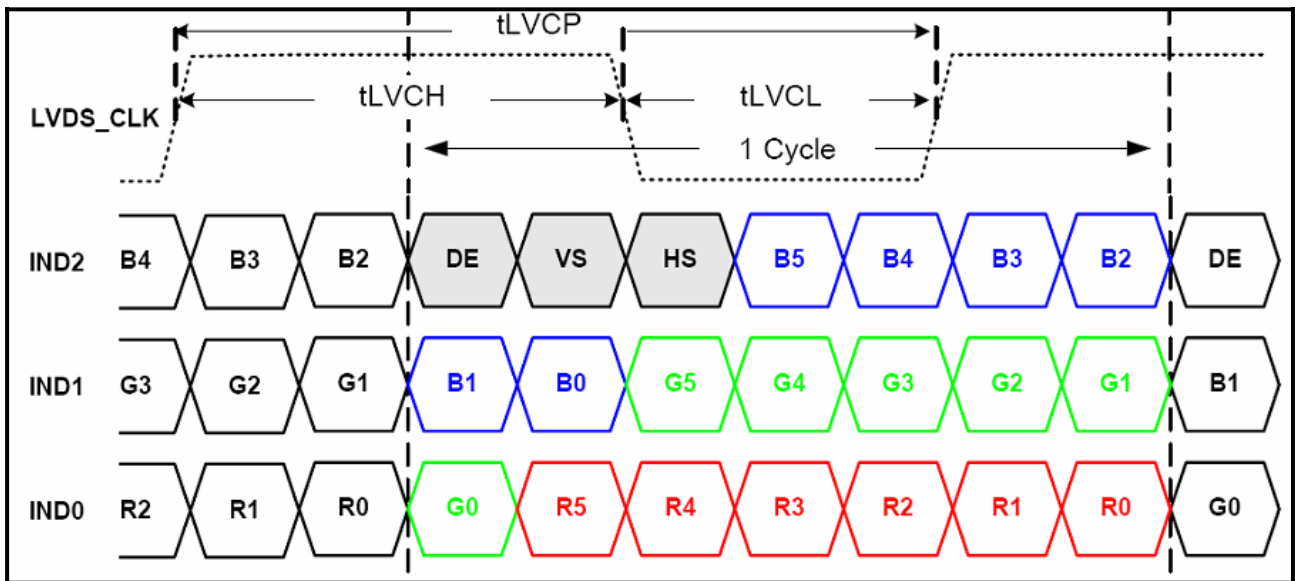 tLVCP
tLVCH
tLVCL
LVDS_CLK
1 Cycle
IND2 B4 B3 B2 DE VS HS B5 B4 B3 B2 DE
IND1 G3 G2 G1 B1 B0 G5 G4 G3 G2 G1 B1
IND0 R2 R1 R0 G0 R5 R4 R3 R2 R1 R0 G0